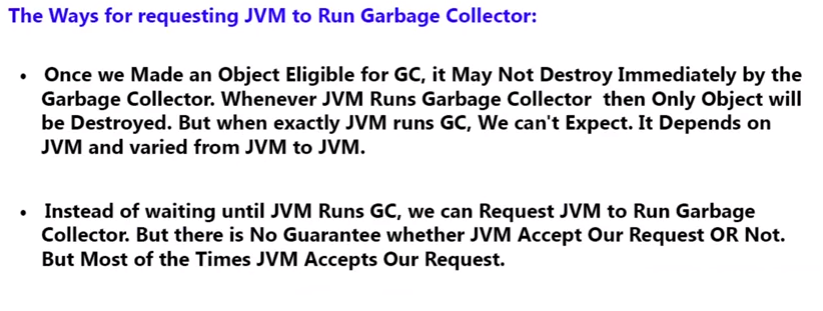 The Ways for requesting JVM to Run Garbage Collector:
• Once we Made an Object Eligible for GC, it May Not Destroy Immediately by the
Garbage Collector. Whenever JVM Runs Garbage Collector then Only Object will
be Destroyed. But when exactly JVM runs GC, We can't Expect. It Depends on
JVM and varied from JVM to JVM.
• Instead of waiting until JVM Runs GC, we can Request JVM to Run Garbage
Collector. But there is No Guarantee whether JVM Accept Our Request OR Not.
But Most of the Times JVM Accepts Our Request.